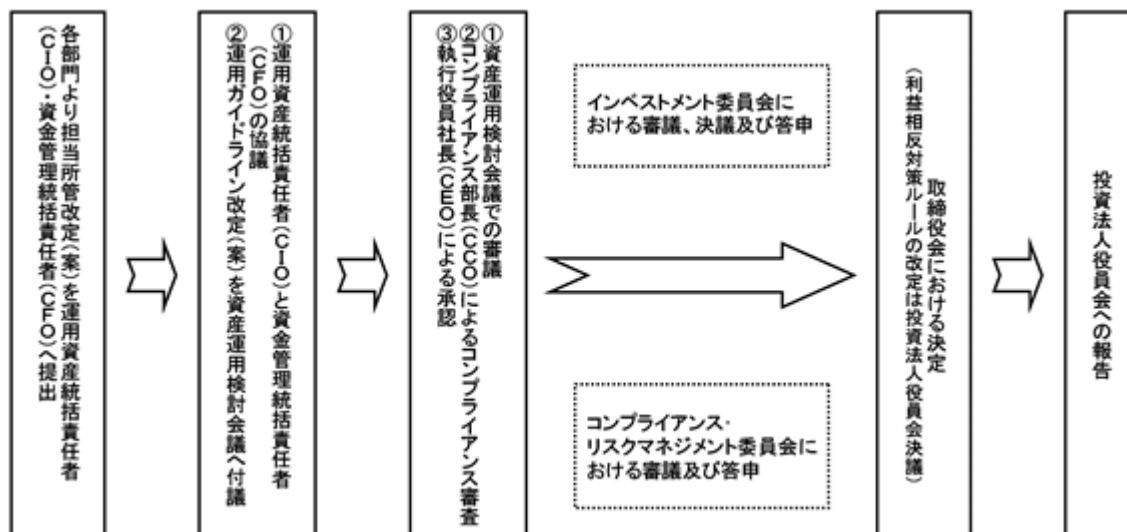 各部門より担当所管改定(案)を運用資産統括責任者
(CIO)・資金管理統括責任者(CFO)へ提出
①運用資産統括責任者(CIO)と資金管理統括責任者
(CFO)の協議
②運用ガイドライン改定(案)を資産運用検討会議へ付議
①資産運用検討会議での審議
②コンプライアンス部長(CCO)によるコンプライアンス審査
③執行役員社長(CEO)による承認
インベストメント委員会に
おける審議、決議及び答申
コンプライアンス・
リスクマネジメント委員会に
おける審議及び答申
取締役会における決定
(利益相反対策ルールの改定は投資法人役員会決議)
投資法人役員会への報告